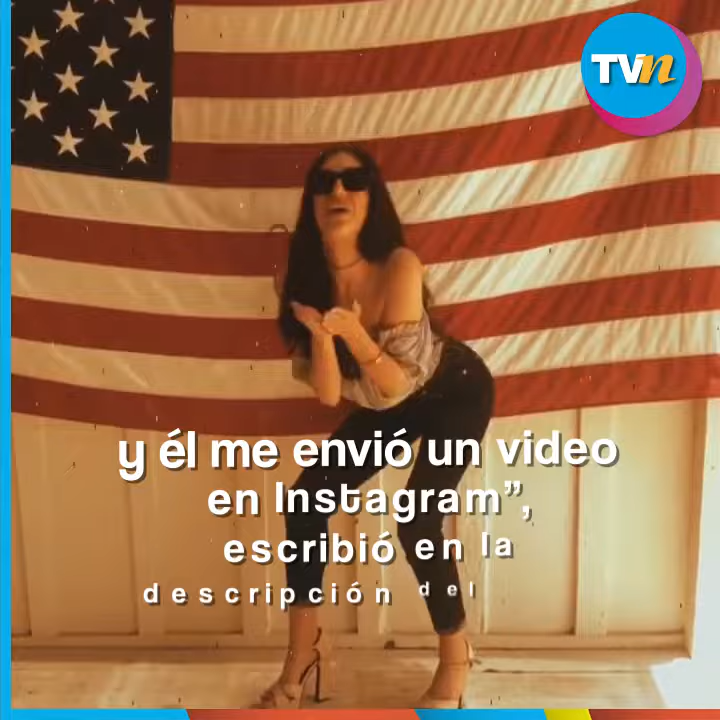 TVn
y él me envió un video
en Instagram”,
escribió en la
descripción del